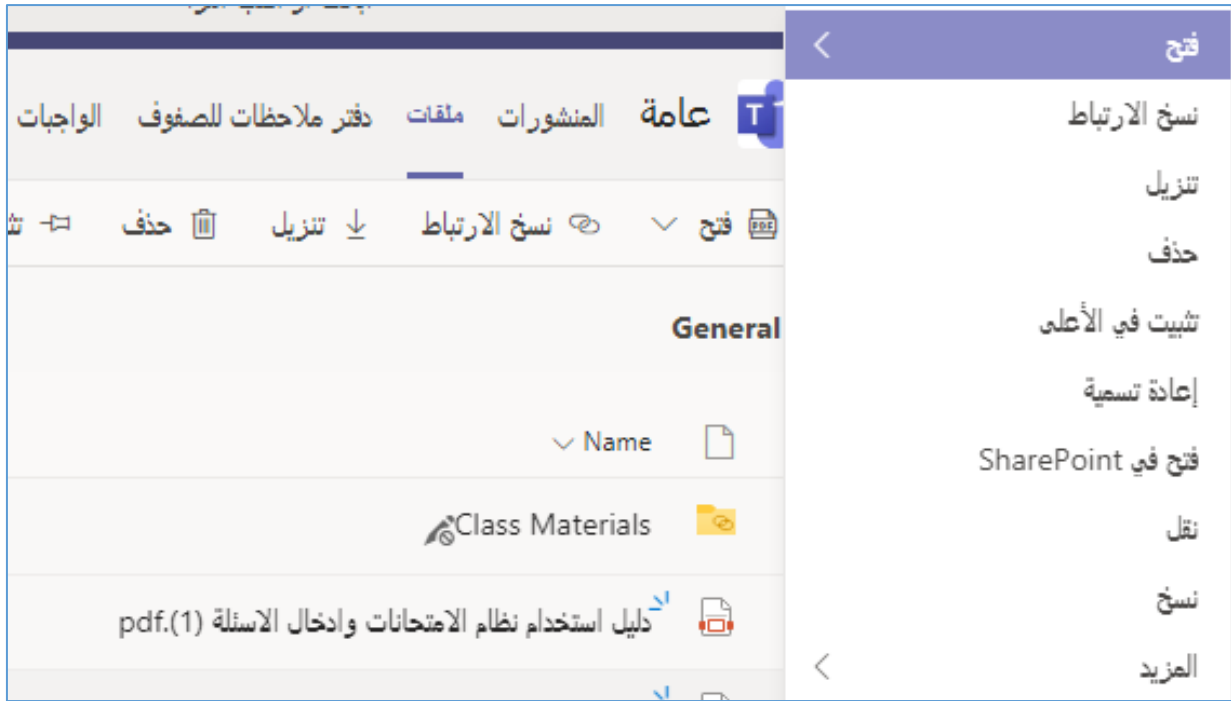 فتح
نسخ الارتباط
تنزيل
حذف
تثبيت في الأعلى
إعادة تسمية
فتح في SharePoint
نقل
نسخ
المزيد
عامة المنشورات ملفات دفتر ملاحظات للصفوف الواجبات
فتح نسخ الارتباط تنزيل حذف
General
Name
Class Materials
دليل استخدام نظام الامتحانات وادخال الاسئلة (1).pdf